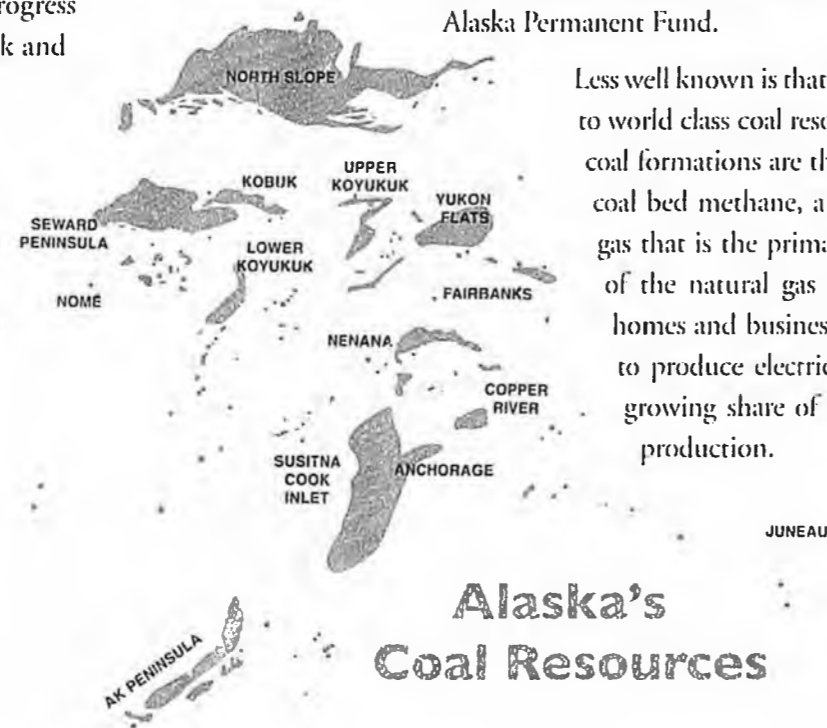 rogress
k and
Alaska Permanent Fund.
Less well known is that
to world class coal reso
coal formations are th
coal bed methane, a
gas that is the prima
of the natural gas
homes and busines
to produce electric
growing share of
production.
NORTH SLOPE
KOBUK
UPPER
KOYUKUK
YUKON
FLATS
SEWARD
PENINSULA
LOWER
KOYUKUK
NOME
FAIRBANKS
NENANA
COPPER
RIVER
SUSITNA
COOK
INLET
ANCHORAGE
JUNEAU
AK PENINSULA
Alaska's
Coal Resources